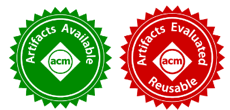 Artifacts Available
acm
Artifacts Evaluated
acm
Reusable